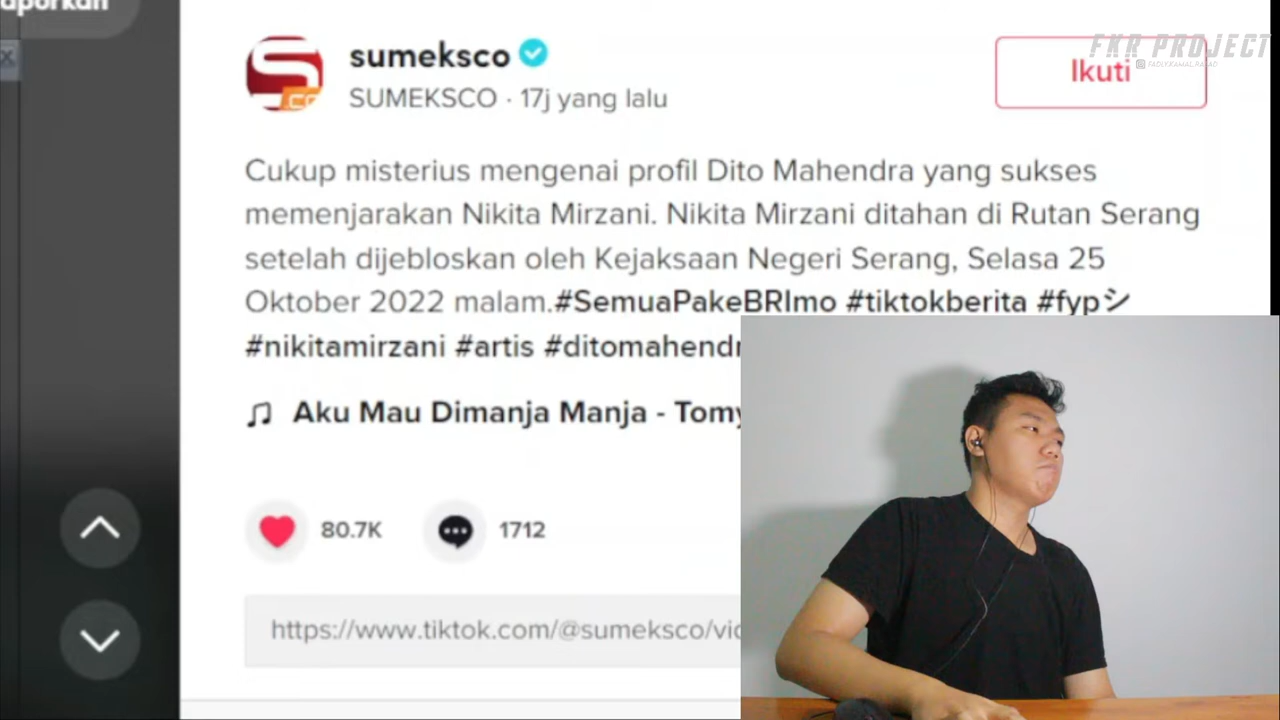 aporkan
sumeksco
SUMEKSCO · 17j yang lalu
FKR PROJECT
Ikuti
Cukup misterius mengenai profil Dito Mahendra yang sukses
memenjarakan Nikita Mirzani. Nikita Mirzani ditahan di Rutan Serang
setelah dijebloskan oleh Kejaksaan Negeri Serang, Selasa 25
Oktober 2022 malam.#SemuaPakeBRImo #tiktokberita #fypシ
#nikitamirzani #artis #ditomahendr
Aku Mau Dimanja Manja - Tomy
80.7K 1712
https://www.tiktok.com/@sumeksco/vid